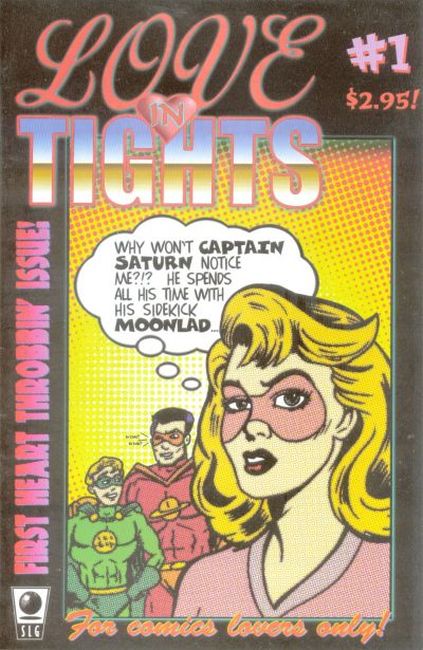 LOVE
IN
TIGHTS
#1
$2.95!
FIRST HEART THROBBIN' ISSUE!
WHY WON'T CAPTAIN
SATURN NOTICE
ME?!? HE SPENDS
ALL HIS TIME WITH
HIS SIDEKICK
MOONLAD...
SLG
For comics lovers only!